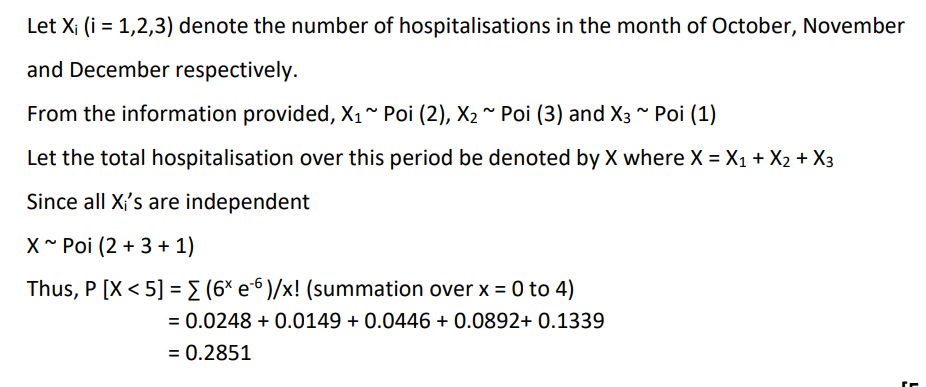 Let Xᵢ (i = 1,2,3) denote the number of hospitalisations in the month of October, November
and December respectively.
From the information provided, X₁ ~ Poi (2), X₂ ~ Poi (3) and X₃ ~ Poi (1)
Let the total hospitalisation over this period be denoted by X where X = X₁ + X₂ + X₃
Since all Xᵢ's are independent
X ~ Poi (2 + 3 + 1)
Thus, P [X < 5] = ∑ (6ˣ e⁻⁶ )/x! (summation over x = 0 to 4)
= 0.0248 + 0.0149 + 0.0446 + 0.0892+ 0.1339
= 0.2851